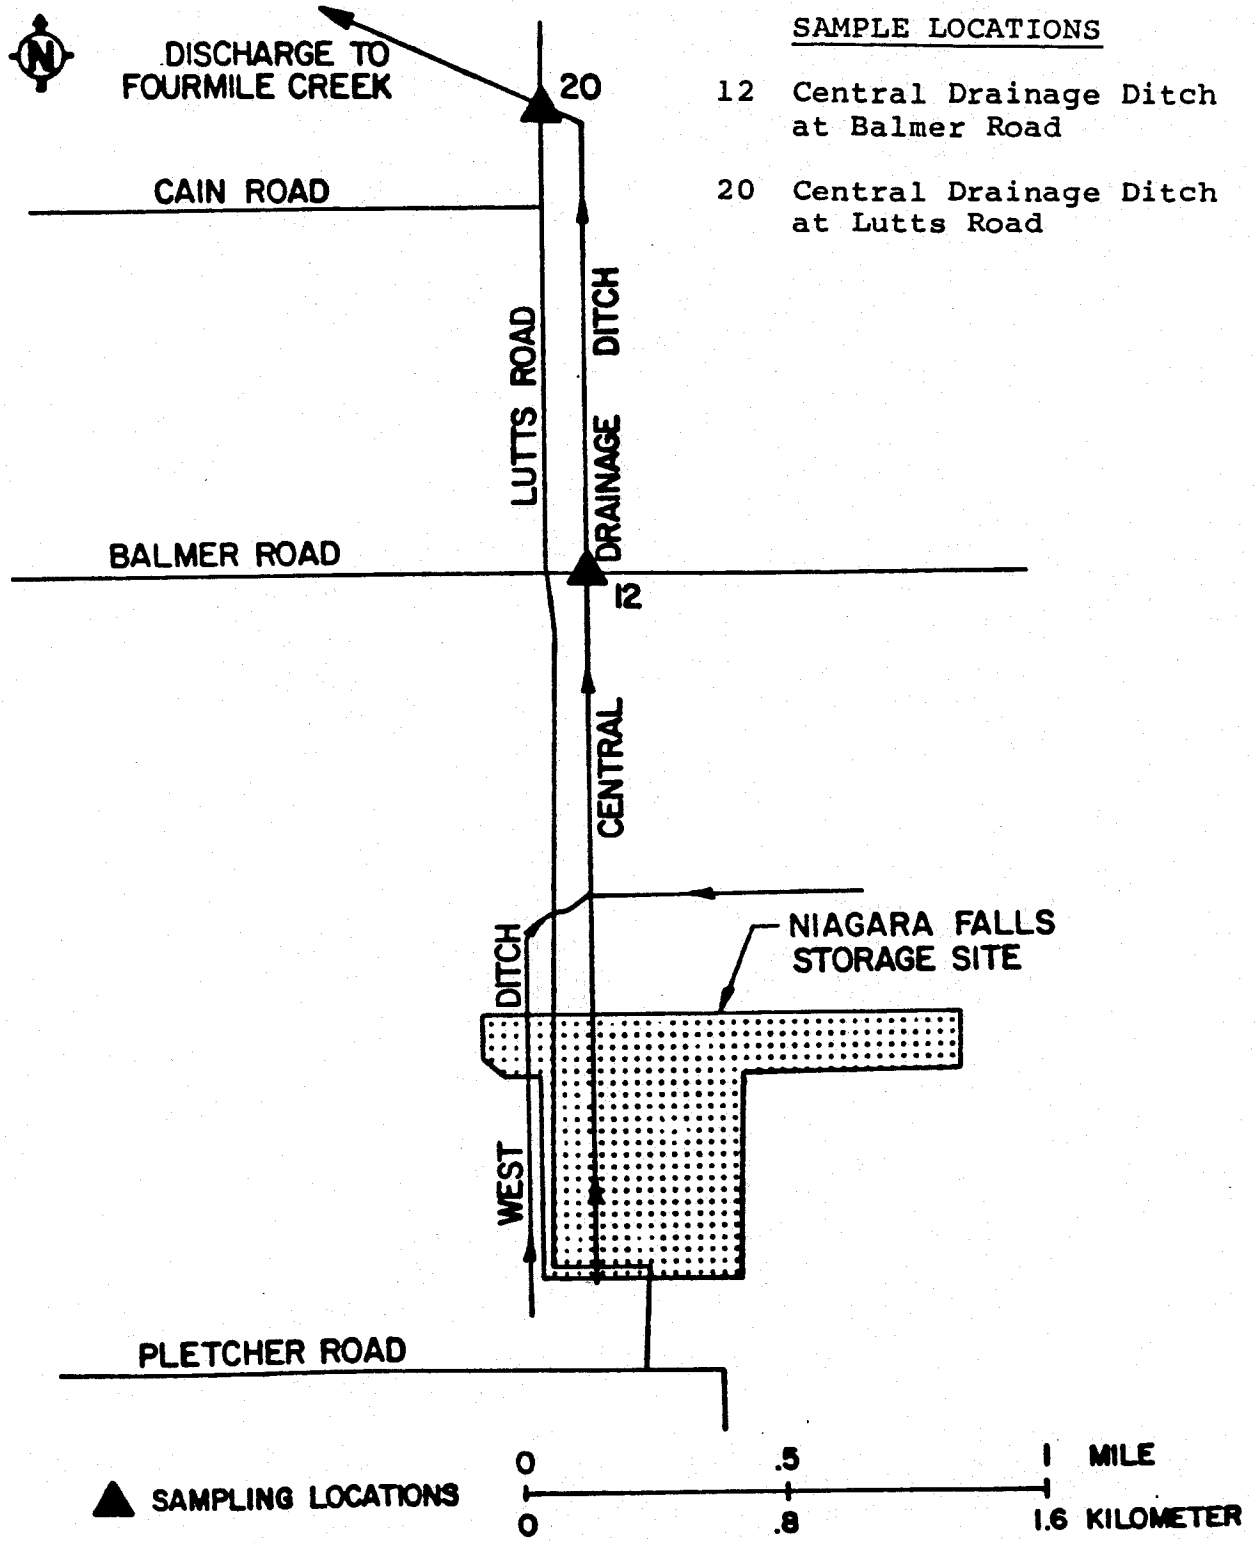 N
DISCHARGE TO
FOURMILE CREEK
20
SAMPLE LOCATIONS
12 Central Drainage Ditch
at Balmer Road
20 Central Drainage Ditch
at Lutts Road
CAIN ROAD
LUTTS ROAD
CENTRAL DRAINAGE DITCH
BALMER ROAD
12
WEST DITCH
NIAGARA FALLS
STORAGE SITE
PLETCHER ROAD
SAMPLING LOCATIONS
0 .5 1 MILE
0 .8 1.6 KILOMETER